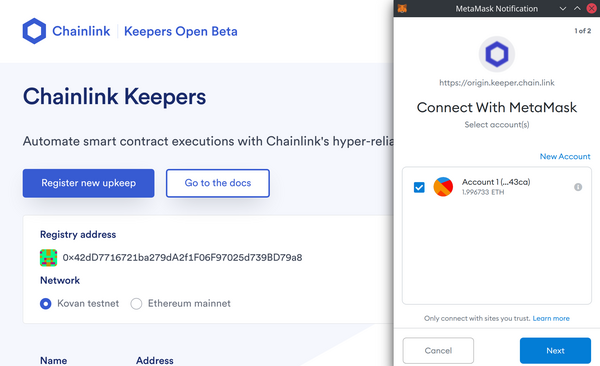 Chainlink
Keepers Open Beta
Chainlink Keepers
Automate smart contract executions with Chainlink's
Register new upkeep
Go to the docs
Registry address
0x42dD7716721ba279dA2f1F06F97025d739BD79a8
Network
Kovan testnet
Ethereum mainnet
Name
Address
MetaMask Notification
1 of 2
https://origin.keeper.chain.link
Connect With MetaMask
Select account(s)
New Account
Account 1 (...43ca)
1.996733 ETH
Only connect with sites you trust. Learn more
Cancel
Next